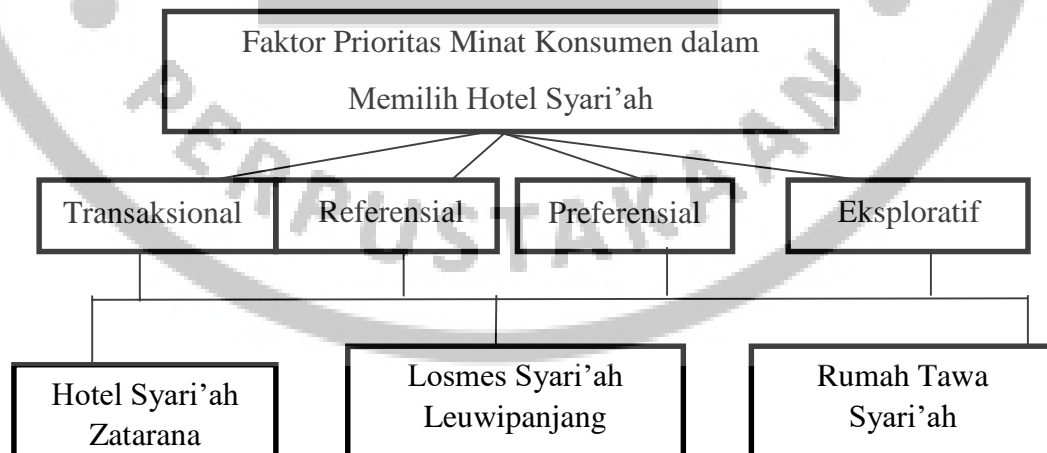 Faktor Prioritas Minat Konsumen dalam
Memilih Hotel Syari’ah
PERPUSTAKAAN
Transaksional
Referensial
Preferensial
Eksploratif
Hotel Syari’ah
Zatarana
Losmes Syari’ah
Leuwipanjang
Rumah Tawa
Syari’ah